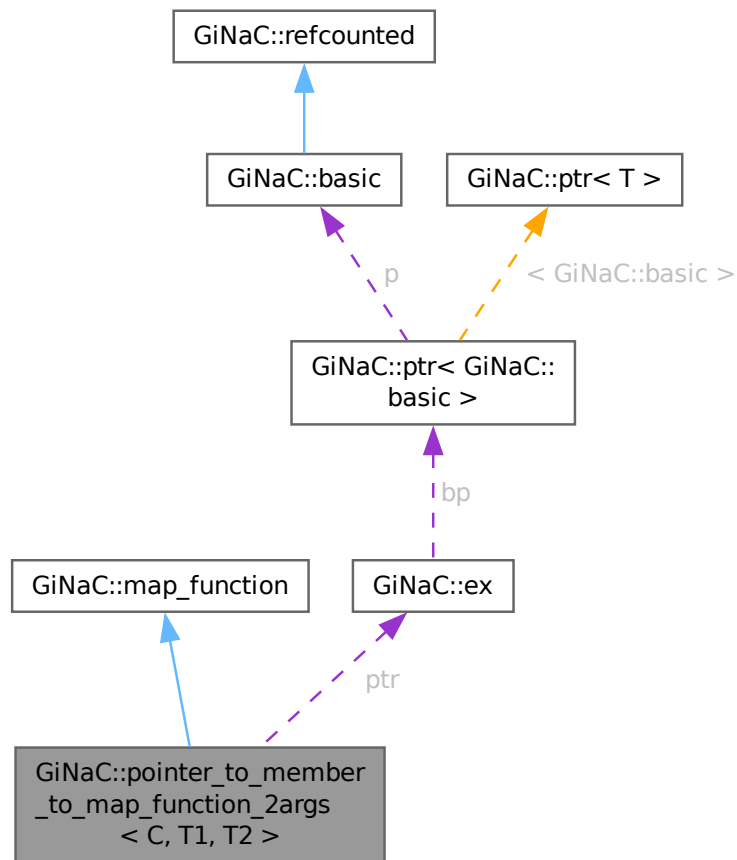 GiNaC::refcounted
GiNaC::basic
GiNaC::ptr< T >
p
< GiNaC::basic >
GiNaC::ptr< GiNaC::
basic >
bp
GiNaC::map_function
GiNaC::ex
ptr
GiNaC::pointer_to_member
_to_map_function_2args
< C, T1, T2 >